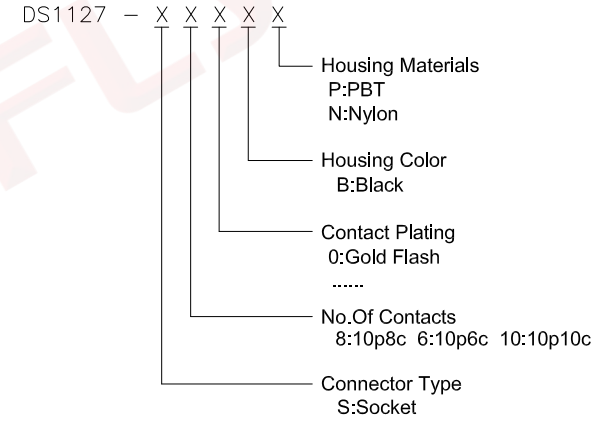 DS1127 - X X X X X
Housing Materials
P:PBT
N:Nylon
Housing Color
B:Black
Contact Plating
0:Gold Flash
......
No.Of Contacts
8:10p8c 6:10p6c 10:10p10c
Connector Type
S:Socket